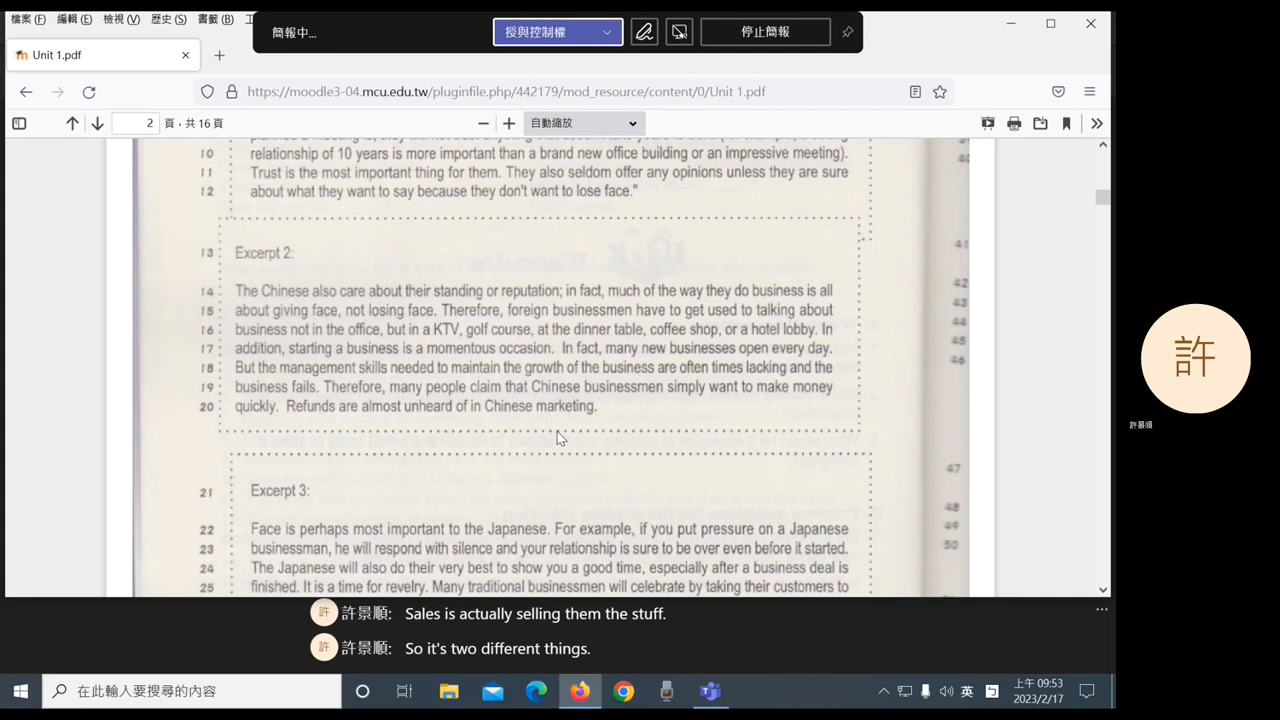 檔案(F) 編輯(E) 檢視(V) 歷史(S) 書籤(B)
簡報中...
授與控制權
停止簡報
Unit 1.pdf
https://moodle3-04.mcu.edu.tw/pluginfile.php/442179/mod_resource/content/0/Unit 1.pdf
2 頁，共 16 頁
自動縮放
10 relationship of 10 years is more important than a brand new office building or an impressive meeting).
11 Trust is the most important thing for them. They also seldom offer any opinions unless they are sure
12 about what they want to say because they don't want to lose face."
13 Excerpt 2:
14 The Chinese also care about their standing or reputation; in fact, much of the way they do business is all
15 about giving face, not losing face. Therefore, foreign businessmen have to get used to talking about
16 business not in the office, but in a KTV, golf course, at the dinner table, coffee shop, or a hotel lobby. In
17 addition, starting a business is a momentous occasion. In fact, many new businesses open every day.
18 But the management skills needed to maintain the growth of the business are often times lacking and the
19 business fails. Therefore, many people claim that Chinese businessmen simply want to make money
20 quickly. Refunds are almost unheard of in Chinese marketing.
21 Excerpt 3:
22 Face is perhaps most important to the Japanese. For example, if you put pressure on a Japanese
23 businessman, he will respond with silence and your relationship is sure to be over even before it started.
24 The Japanese will also do their very best to show you a good time, especially after a business deal is
25 finished. It is a time for revelry. Many traditional businessmen will celebrate by taking their customers to
41
42
43
44
45
46
47
48
49
50
許
許景順
許 許景順: Sales is actually selling them the stuff.
許 許景順: So it's two different things.
在此輸入要搜尋的內容
英
上午 09:53
2023/2/17